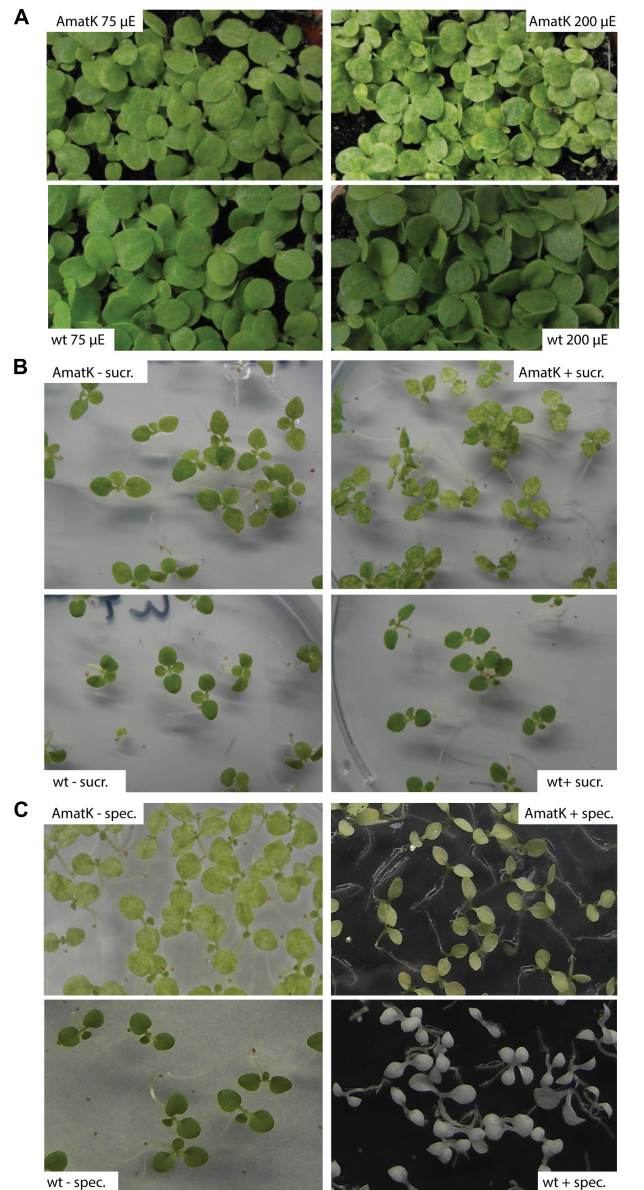 A
AmatK 75 µE
AmatK 200 µE
wt 75 µE
wt 200 µE
B
AmatK - sucr.
AmatK + sucr.
wt - sucr.
wt+ sucr.
C
AmatK - spec.
AmatK + spec.
wt - spec.
wt + spec.